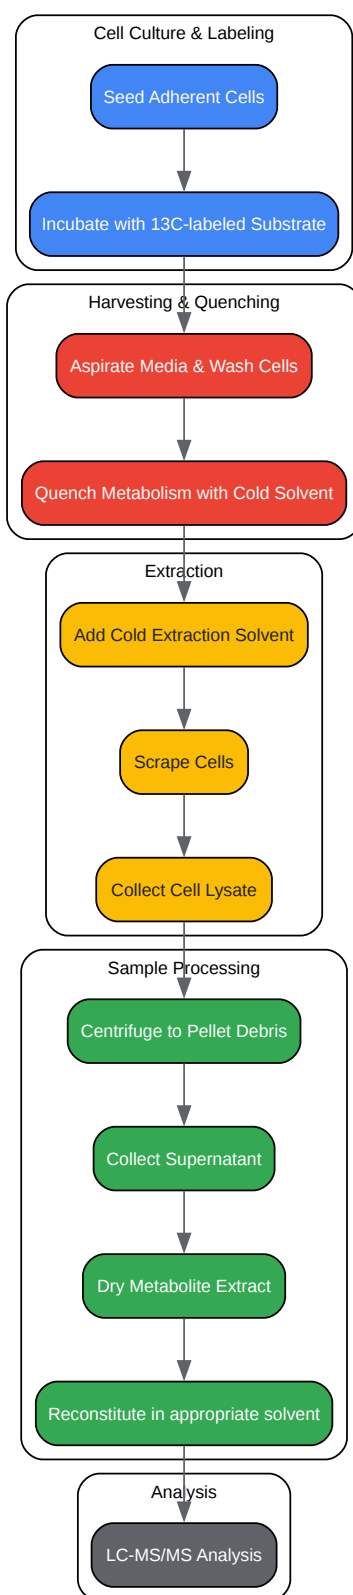 Cell Culture & Labeling
Seed Adherent Cells
Incubate with 13C-labeled Substrate
Harvesting & Quenching
Aspirate Media & Wash Cells
Quench Metabolism with Cold Solvent
Extraction
Add Cold Extraction Solvent
Scrape Cells
Collect Cell Lysate
Sample Processing
Centrifuge to Pellet Debris
Collect Supernatant
Dry Metabolite Extract
Reconstitute in appropriate solvent
Analysis
LC-MS/MS Analysis